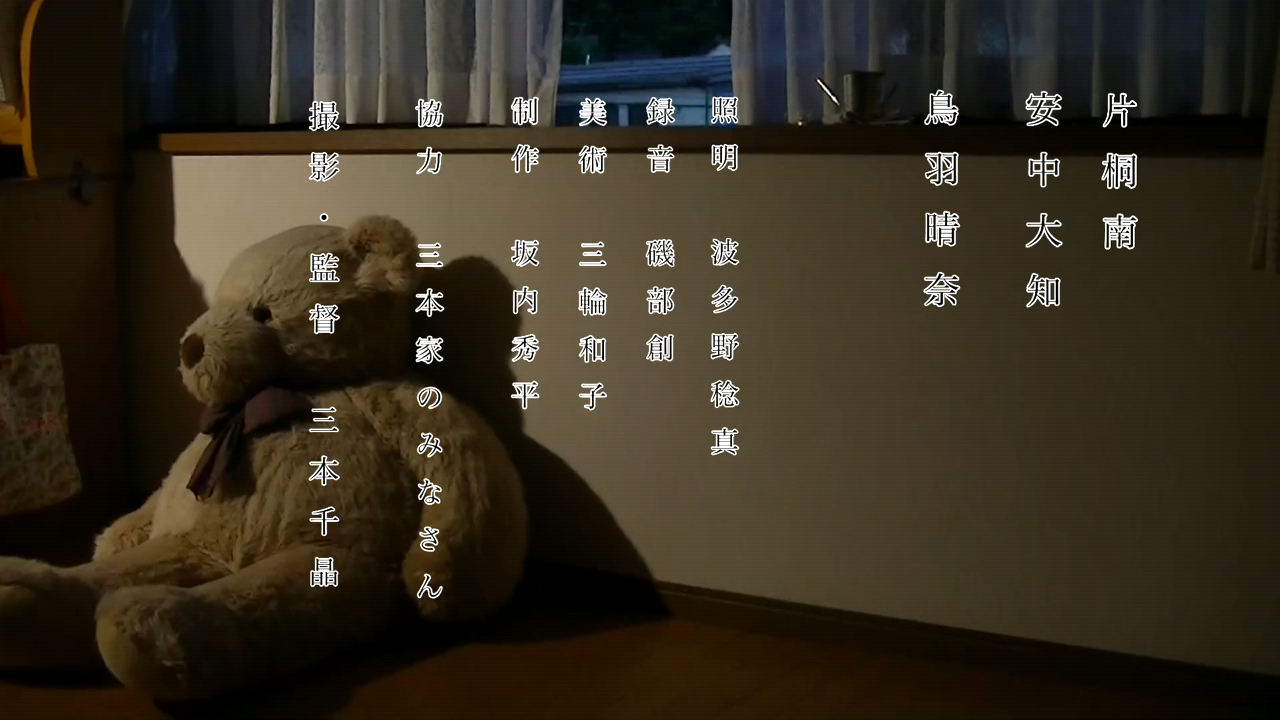 片桐南
安中大知
鳥羽晴奈
照明 波多野稔真
録音 磯部創
美術 三輪和子
制作 坂内秀平
協力 三本家のみなさん
撮影・監督 三本千晶